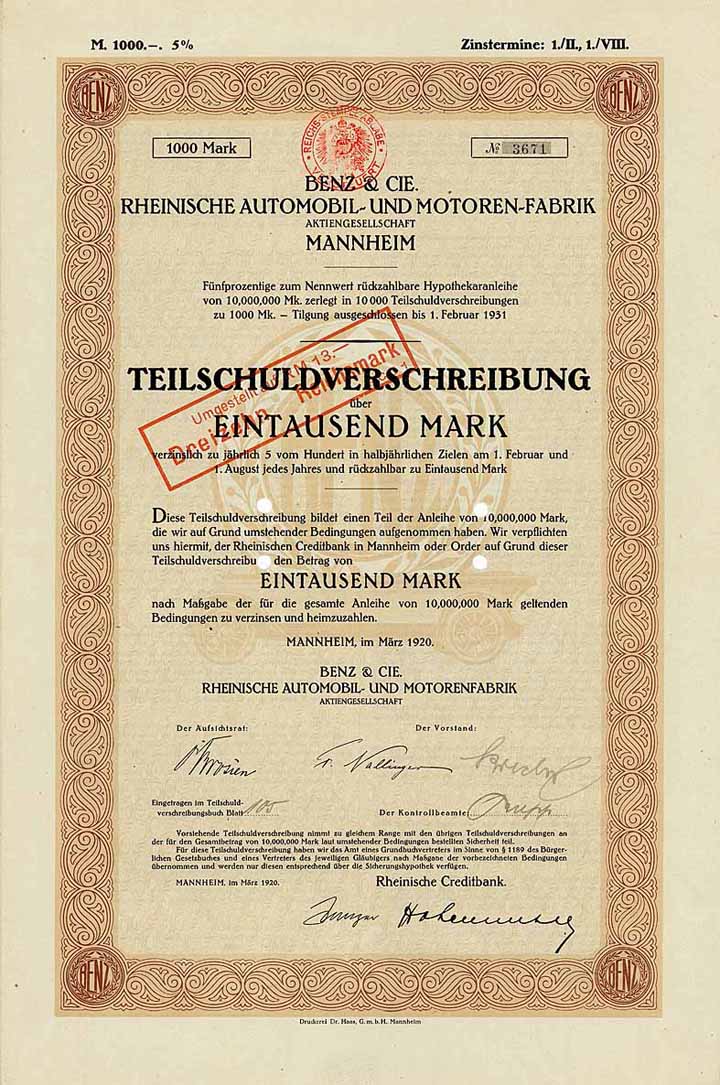 M. 1000.-. 5% Zinstermine: 1./II., 1./VIII.
BENZ BENZ
1000 Mark № 3671
REICHS-STEMPELABGABE
BENZ & CIE.
RHEINISCHE AUTOMOBIL- UND MOTOREN-FABRIK
AKTIENGESELLSCHAFT
MANNHEIM
Fünfprozentige zum Nennwert rückzahlbare Hypothekaranleihe
von 10,000,000 Mk. zerlegt in 10 000 Teilschuldverschreibungen
zu 1000 Mk. – Tilgung ausgeschlossen bis 1. Februar 1931
Umgestellt auf RM 13.—
Dreizehn Reichsmark
TEILSCHULDVERSCHREIBUNG
über
EINTAUSEND MARK
verzinslich zu jährlich 5 vom Hundert in halbjährlichen Zielen am 1. Februar und
1. August jedes Jahres und rückzahlbar zu Eintausend Mark
Diese Teilschuldverschreibung bildet einen Teil der Anleihe von 10,000,000 Mark,
die wir auf Grund umstehender Bedingungen aufgenommen haben. Wir verpflichten
uns hiermit, der Rheinischen Creditbank in Mannheim oder Order auf Grund dieser
Teilschuldverschreibu den Betrag von
EINTAUSEND MARK
nach Maßgabe der für die gesamte Anleihe von 10,000,000 Mark geltenden
Bedingungen zu verzinsen und heimzuzahlen.
MANNHEIM, im März 1920.
BENZ & CIE.
RHEINISCHE AUTOMOBIL- UND MOTORENFABRIK
AKTIENGESELLSCHAFT
Der Aufsichtsrat: Der Vorstand:
Brosien Fr. Nallinger
Eingetragen im Teilschuld-
verschreibungsbuch Blatt 105 Der Kontrollbeamte:
Vorstehende Teilschuldverschreibung nimmt zu gleichem Range mit den übrigen Teilschuldverschreibungen an
der für den Gesamtbetrag von 10,000,000 Mark laut umstehender Bedingungen bestellten Sicherheit teil.
Für diese Teilschuldverschreibung haben wir das Amt eines Grundbuchvertreters im Sinne von § 1189 des Bürger-
lichen Gesetzbuches und eines Vertreters des jeweiligen Gläubigers nach Maßgabe der vorbezeichneten Bedingungen
übernommen und werden nur diesen entsprechend über die Sicherungshypothek verfügen.
MANNHEIM, im März 1920. Rheinische Creditbank.
BENZ BENZ
Druckerei Dr. Haas, G. m. b. H. Mannheim